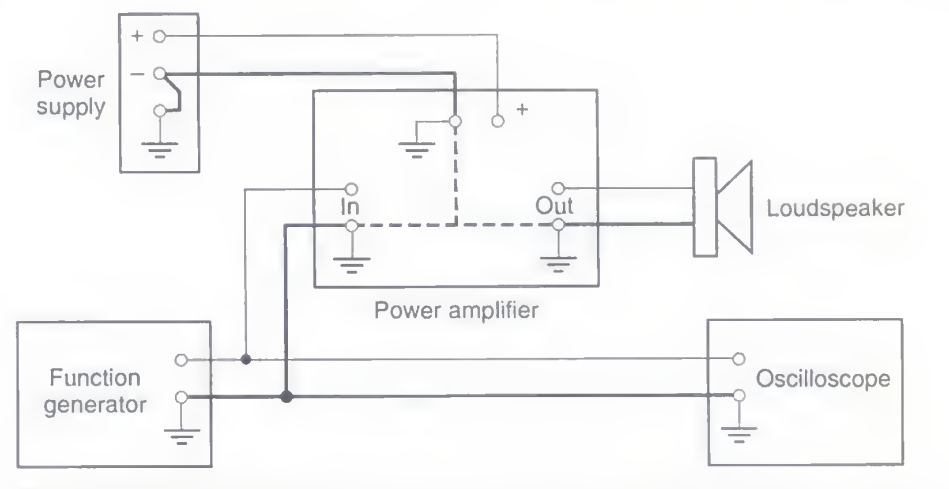 +
−
Power
supply
+
In
Out
Loudspeaker
Power amplifier
Function
generator
Oscilloscope